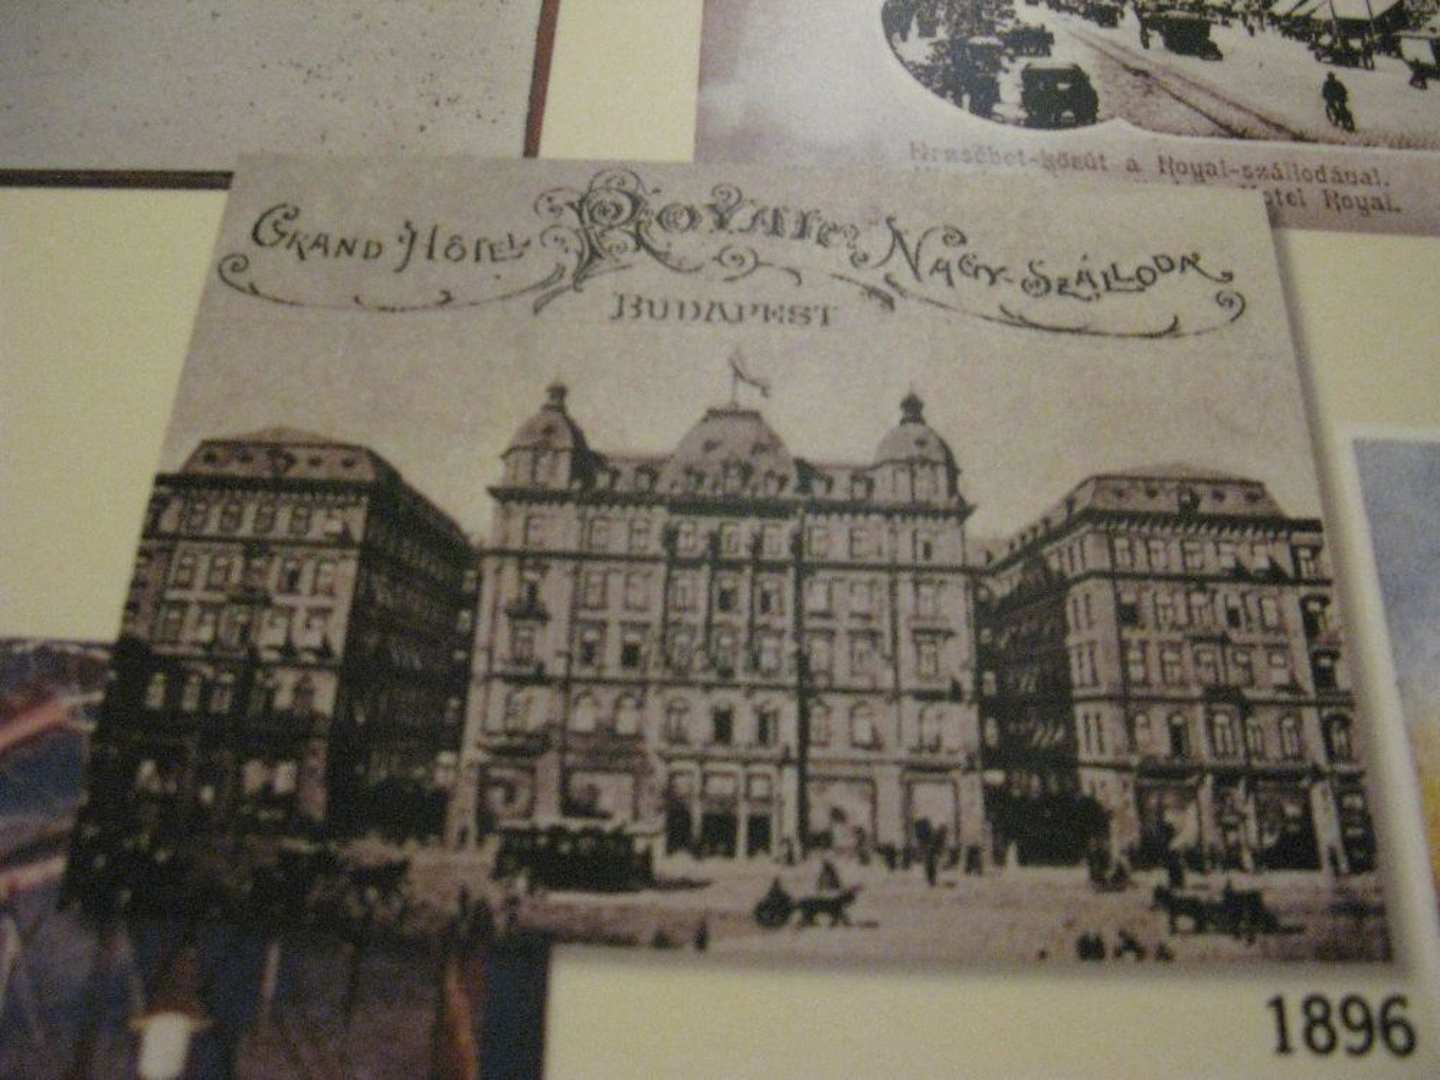 Erzsébet-körút a Royal-szállodával.
Hotel Royal.
GRAND HÔTEL ROYAL NAGY-SZÁLLODA
BUDAPEST
1896